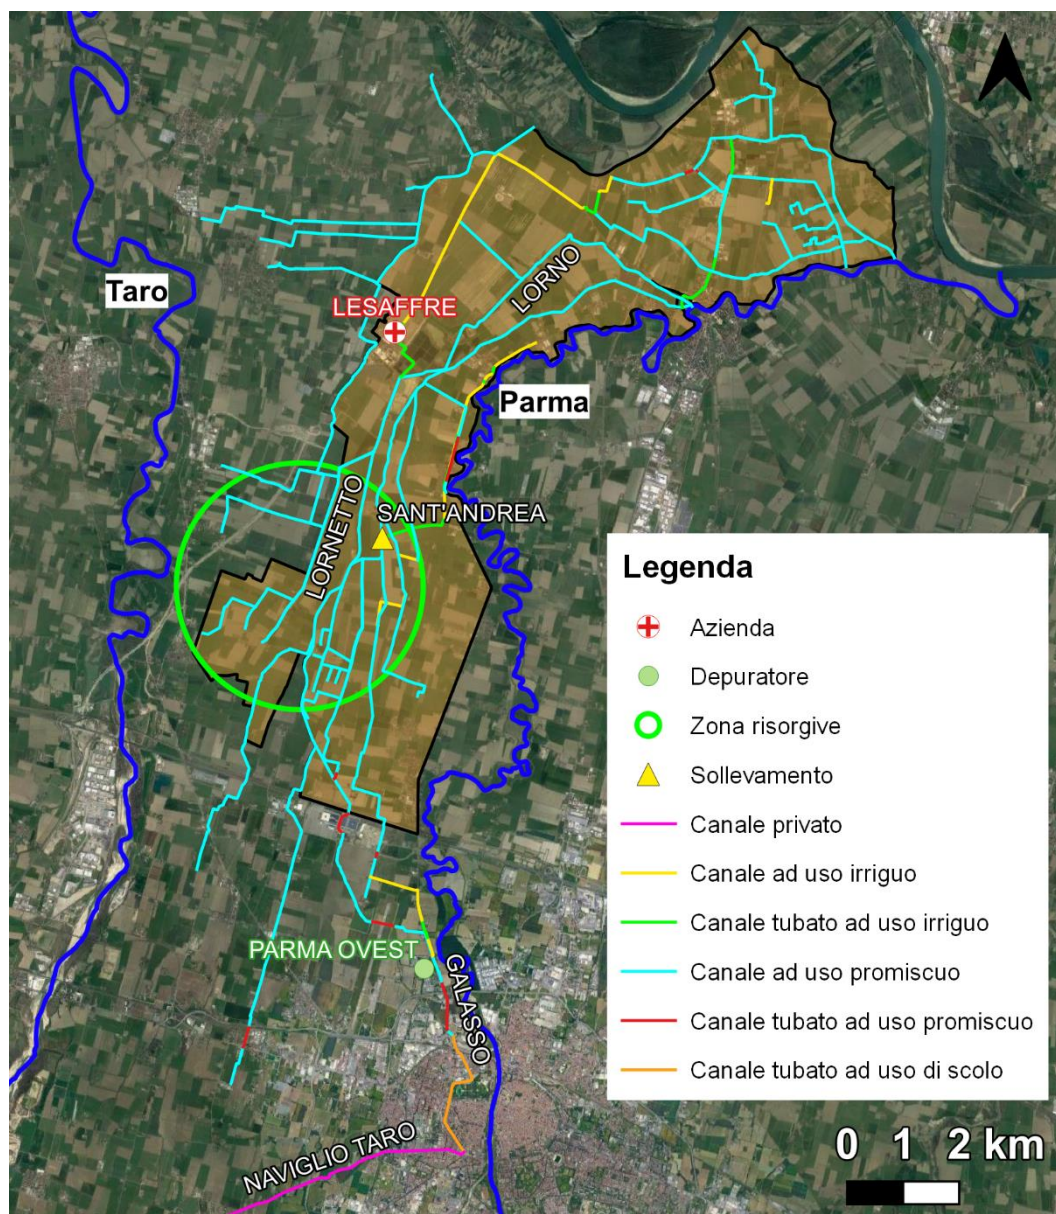 LORNO
Taro
LESAFFRE
Parma
SANT'ANDREA
LORNETTO
Legenda
Azienda
Depuratore
Zona risorgive
Sollevamento
Canale privato
Canale ad uso irriguo
Canale tubato ad uso irriguo
Canale ad uso promiscuo
Canale tubato ad uso promiscuo
Canale tubato ad uso di scolo
PARMA OVEST
GALASSO
NAVIGLIO TARO
0 1 2 km